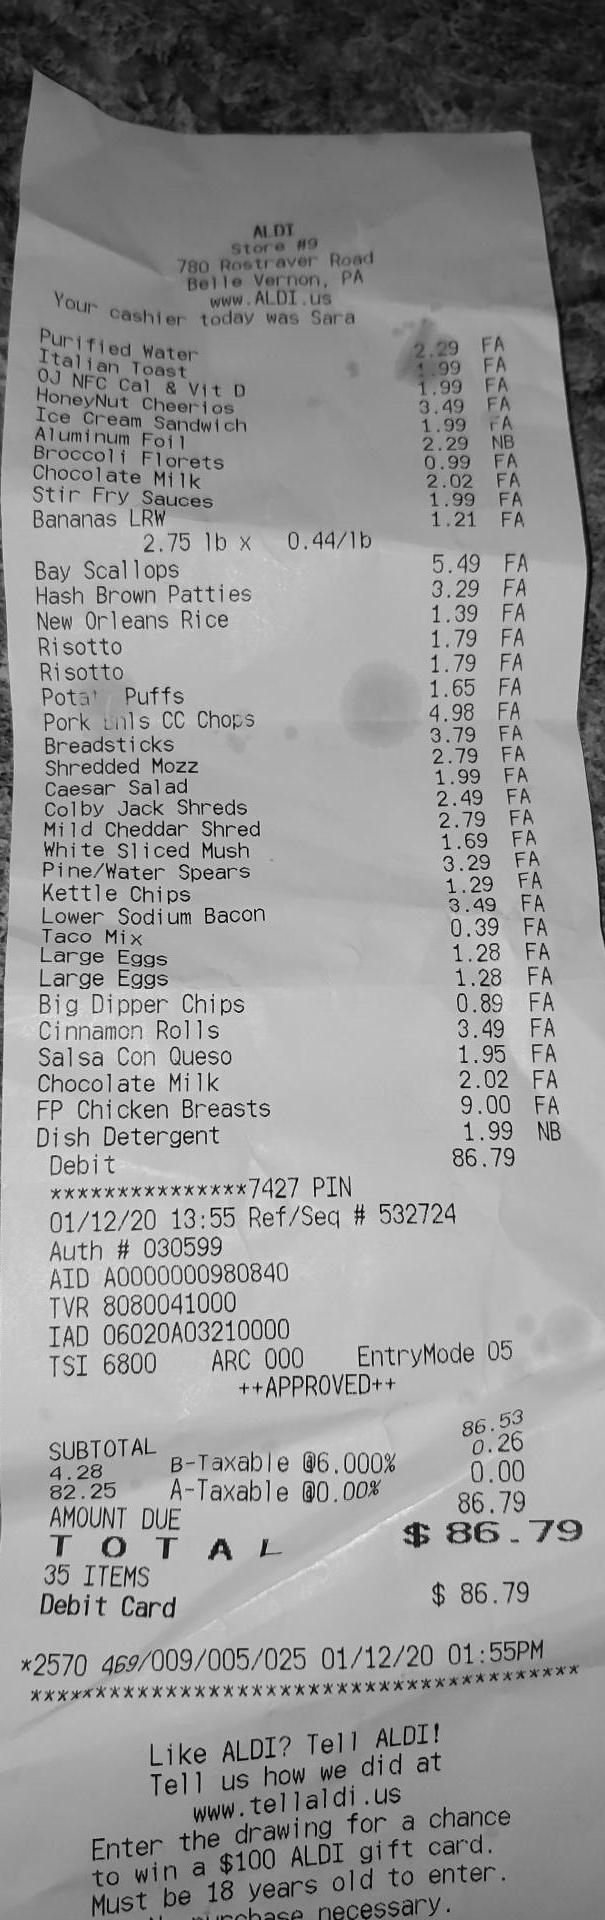 ALDI
Store #9
780 Rostraver Road
Belle Vernon, PA
www.ALDI.us
Your cashier today was Sara
Purified Water 2.29 FA
Italian Toast 1.99 FA
OJ NFC Cal & Vit D 1.99 FA
HoneyNut Cheerios 3.49 FA
Ice Cream Sandwich 1.99 FA
Aluminum Foil 2.29 NB
Broccoli Florets 0.99 FA
Chocolate Milk 2.02 FA
Stir Fry Sauces 1.99 FA
Bananas LRW 1.21 FA
2.75 lb x 0.44/lb
Bay Scallops 5.49 FA
Hash Brown Patties 3.29 FA
New Orleans Rice 1.39 FA
Risotto 1.79 FA
Risotto 1.79 FA
Puffs 1.65 FA
Pork CC Chops 4.98 FA
Breadsticks 3.79 FA
Shredded Mozz 2.79 FA
Caesar Salad 1.99 FA
Colby Jack Shreds 2.49 FA
Mild Cheddar Shred 2.79 FA
White Sliced Mush 1.69 FA
Pine/Water Spears 3.29 FA
Kettle Chips 1.29 FA
Lower Sodium Bacon 3.49 FA
Taco Mix 0.39 FA
Large Eggs 1.28 FA
Large Eggs 1.28 FA
Big Dipper Chips 0.89 FA
Cinnamon Rolls 3.49 FA
Salsa Con Queso 1.95 FA
Chocolate Milk 2.02 FA
FP Chicken Breasts 9.00 FA
Dish Detergent 1.99 NB
Debit 86.79
***************7427 PIN
01/12/20 13:55 Ref/Seq # 532724
Auth # 030599
AID A0000000980840
TVR 8080041000
IAD 06020A03210000
TSI 6800 ARC 000 EntryMode 05
++APPROVED++
SUBTOTAL 86.53
4.28 B-Taxable @6.000% 0.26
82.25 A-Taxable @0.00% 0.00
AMOUNT DUE 86.79
T O T A L $ 86.79
35 ITEMS
Debit Card $ 86.79
*2570 469/009/005/025 01/12/20 01:55PM
****************************************
Like ALDI? Tell ALDI!
Tell us how we did at
www.tellaldi.us
Enter the drawing for a chance
to win a $100 ALDI gift card.
Must be 18 years old to enter.
purchase necessary.